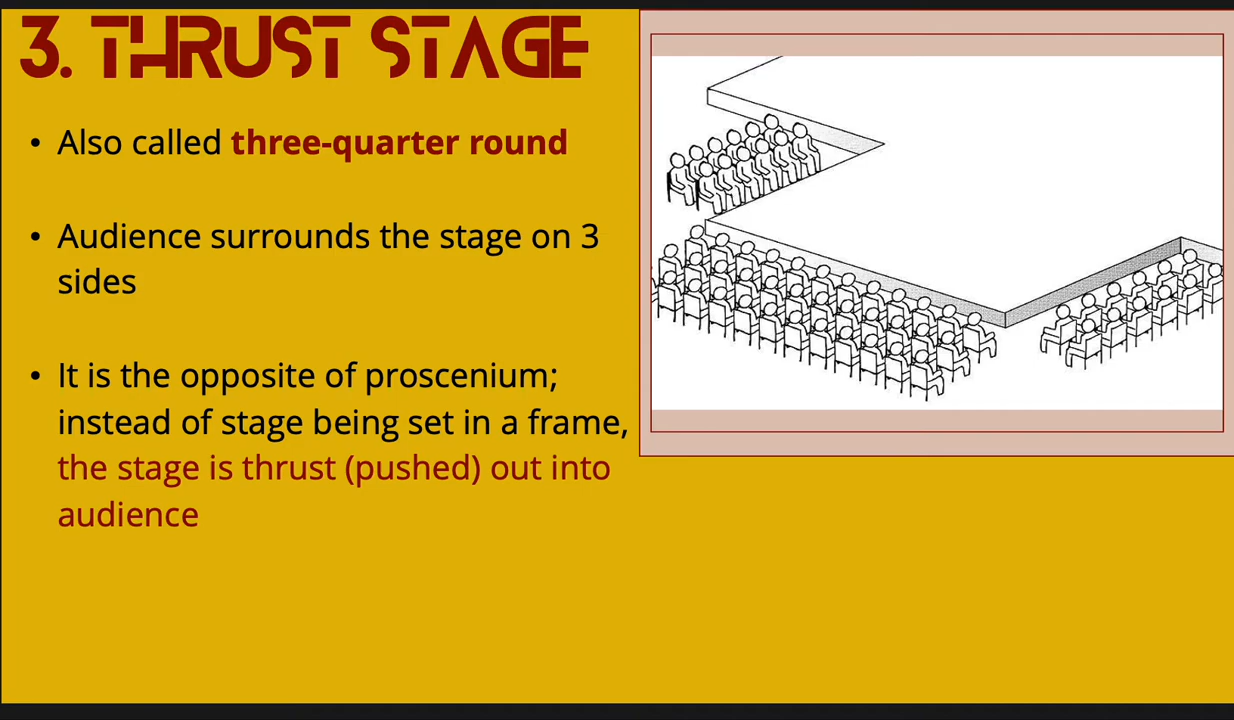 3. THRUST STAGE
• Also called three-quarter round
• Audience surrounds the stage on 3
sides
• It is the opposite of proscenium;
instead of stage being set in a frame,
the stage is thrust (pushed) out into
audience